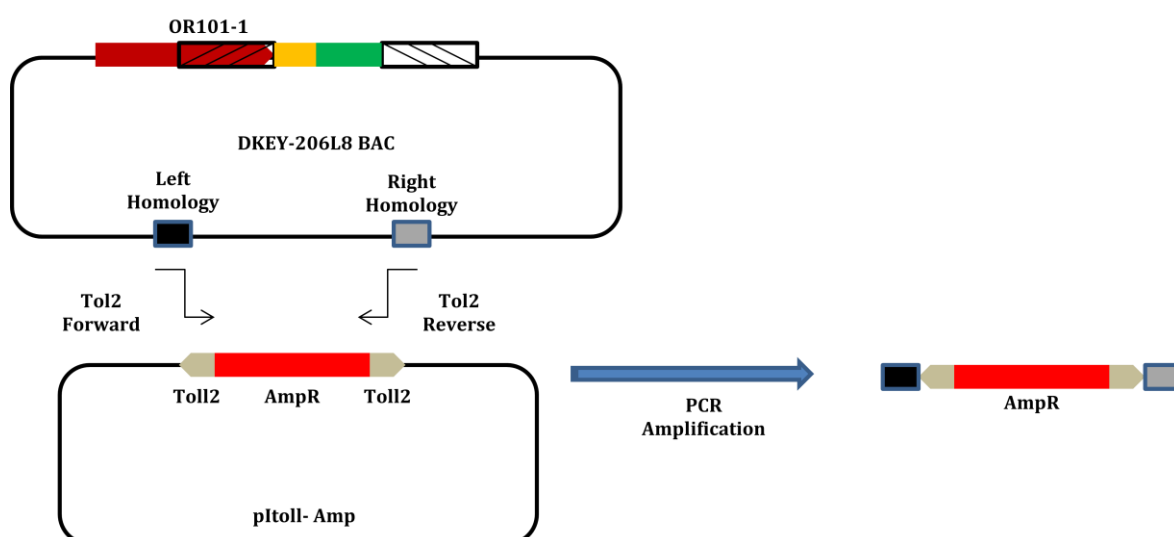 OR101-1
DKEY-206L8 BAC
Left
Homology
Right
Homology
Tol2
Forward
Tol2
Reverse
Toll2
AmpR
Toll2
PCR
Amplification
AmpR
pItoll- Amp